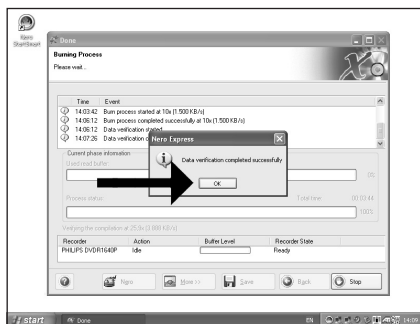 Nero
StartSmart
Done
Burning Process
Please wait...
Time Event
14:03:42 Burn process started at 10x (1.500 KB/s)
14:06:12 Burn process completed successfully at 10x (1.500 KB/s)
14:06:12 Data verification started
14:07:26 Data verification c
Nero Express
Data verification completed successfully
OK
Current phase information
Used read buffer:
0%
Process status:
Total time: 00:03:44
100%
Verifying the compilation at 25.8x (3.880 KB/s)
Recorder Action Buffer Level Recorder State
PHILIPS DVDR1640P Idle Ready
Nero
More >>
Save
Back
Stop
start
Done
EN
14:09